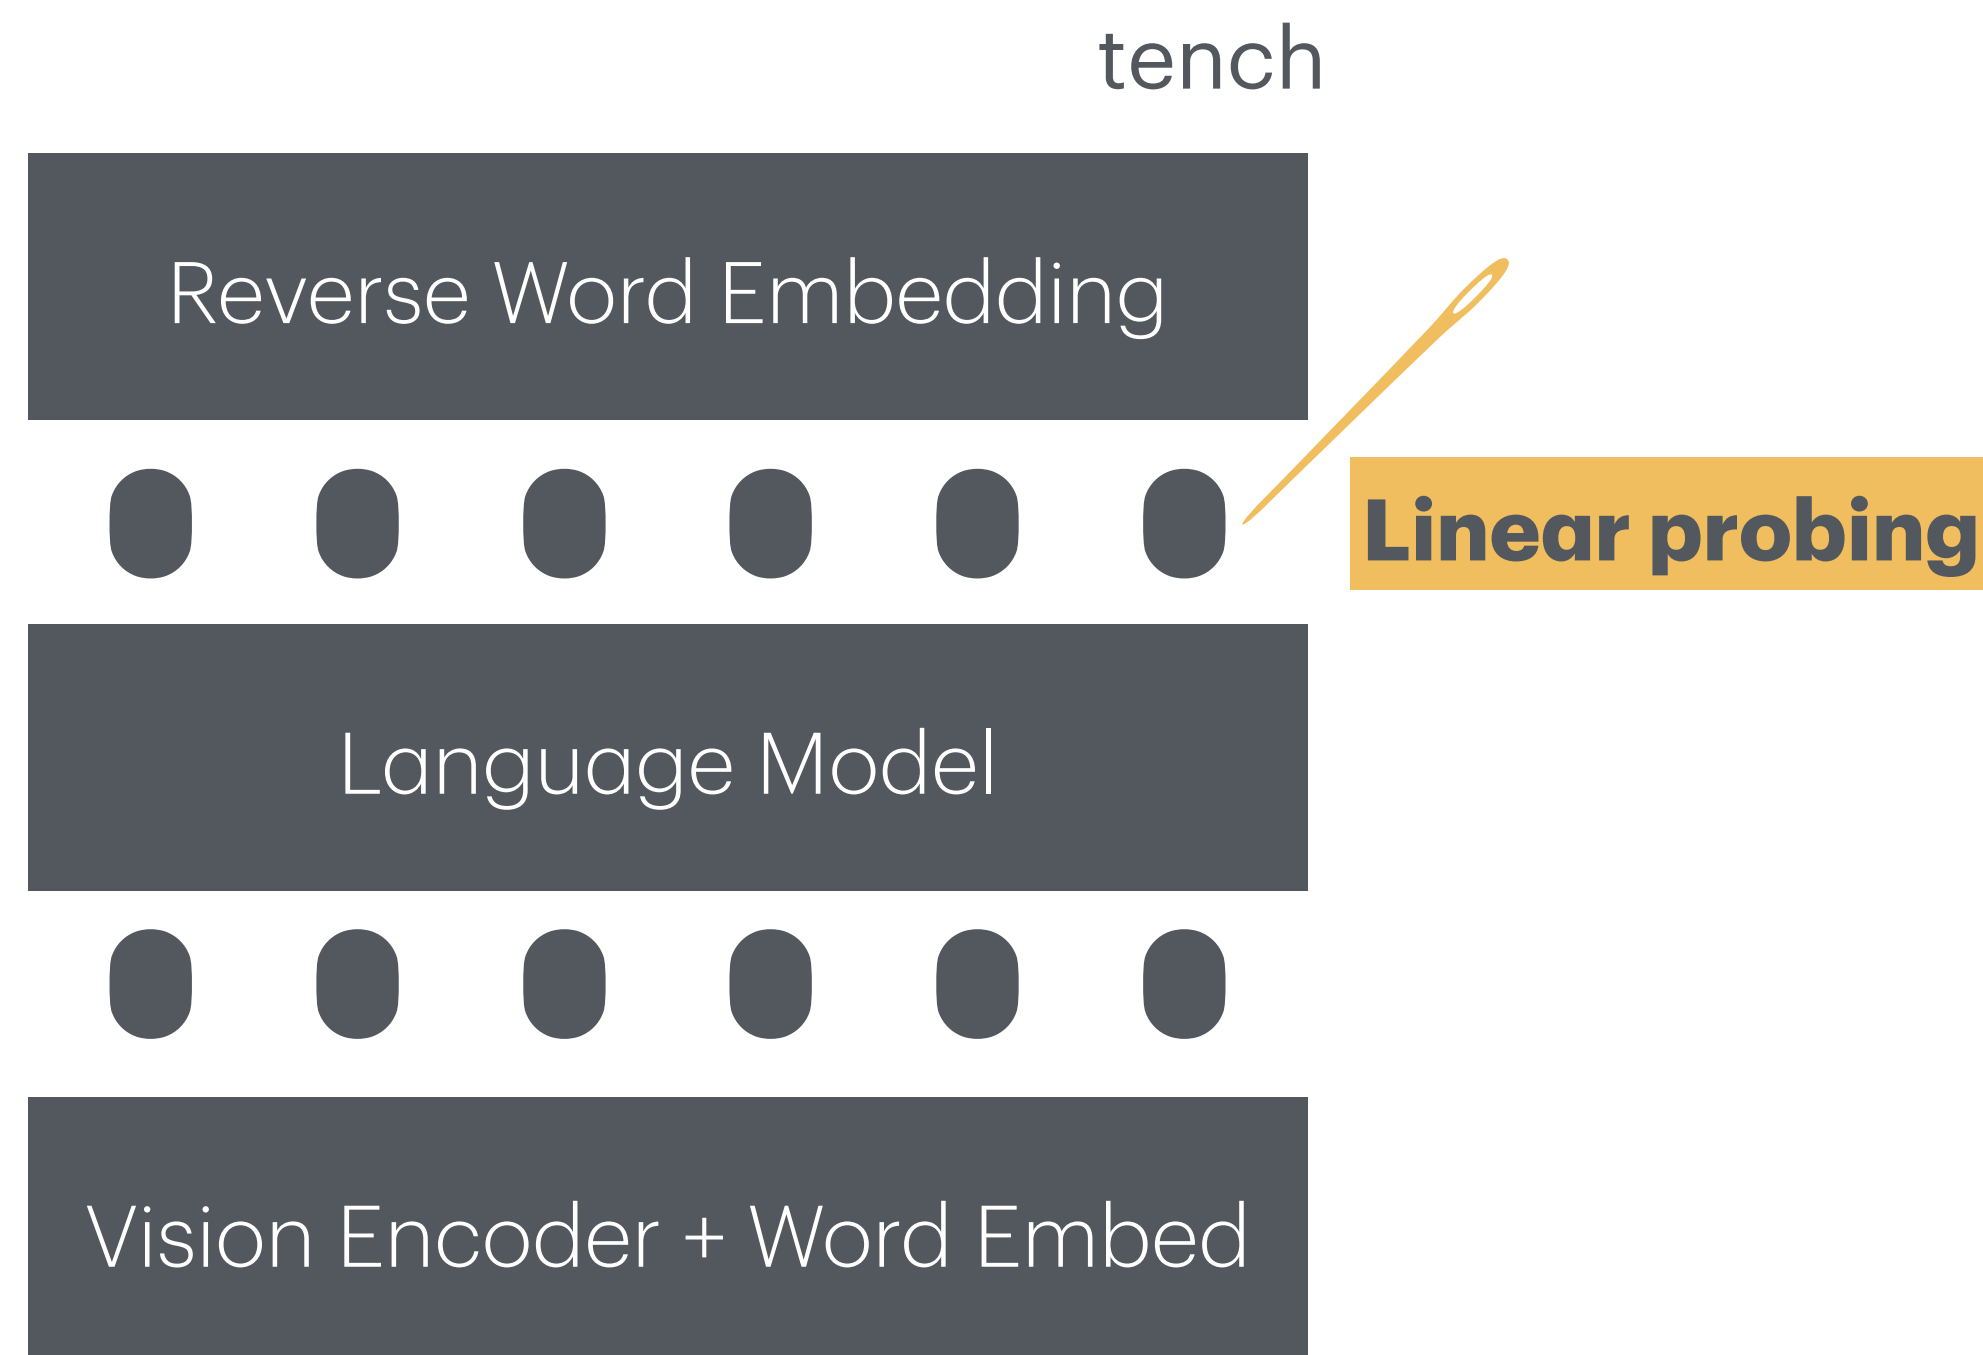 tench
Reverse Word Embedding
Linear probing
Language Model
Vision Encoder + Word Embed